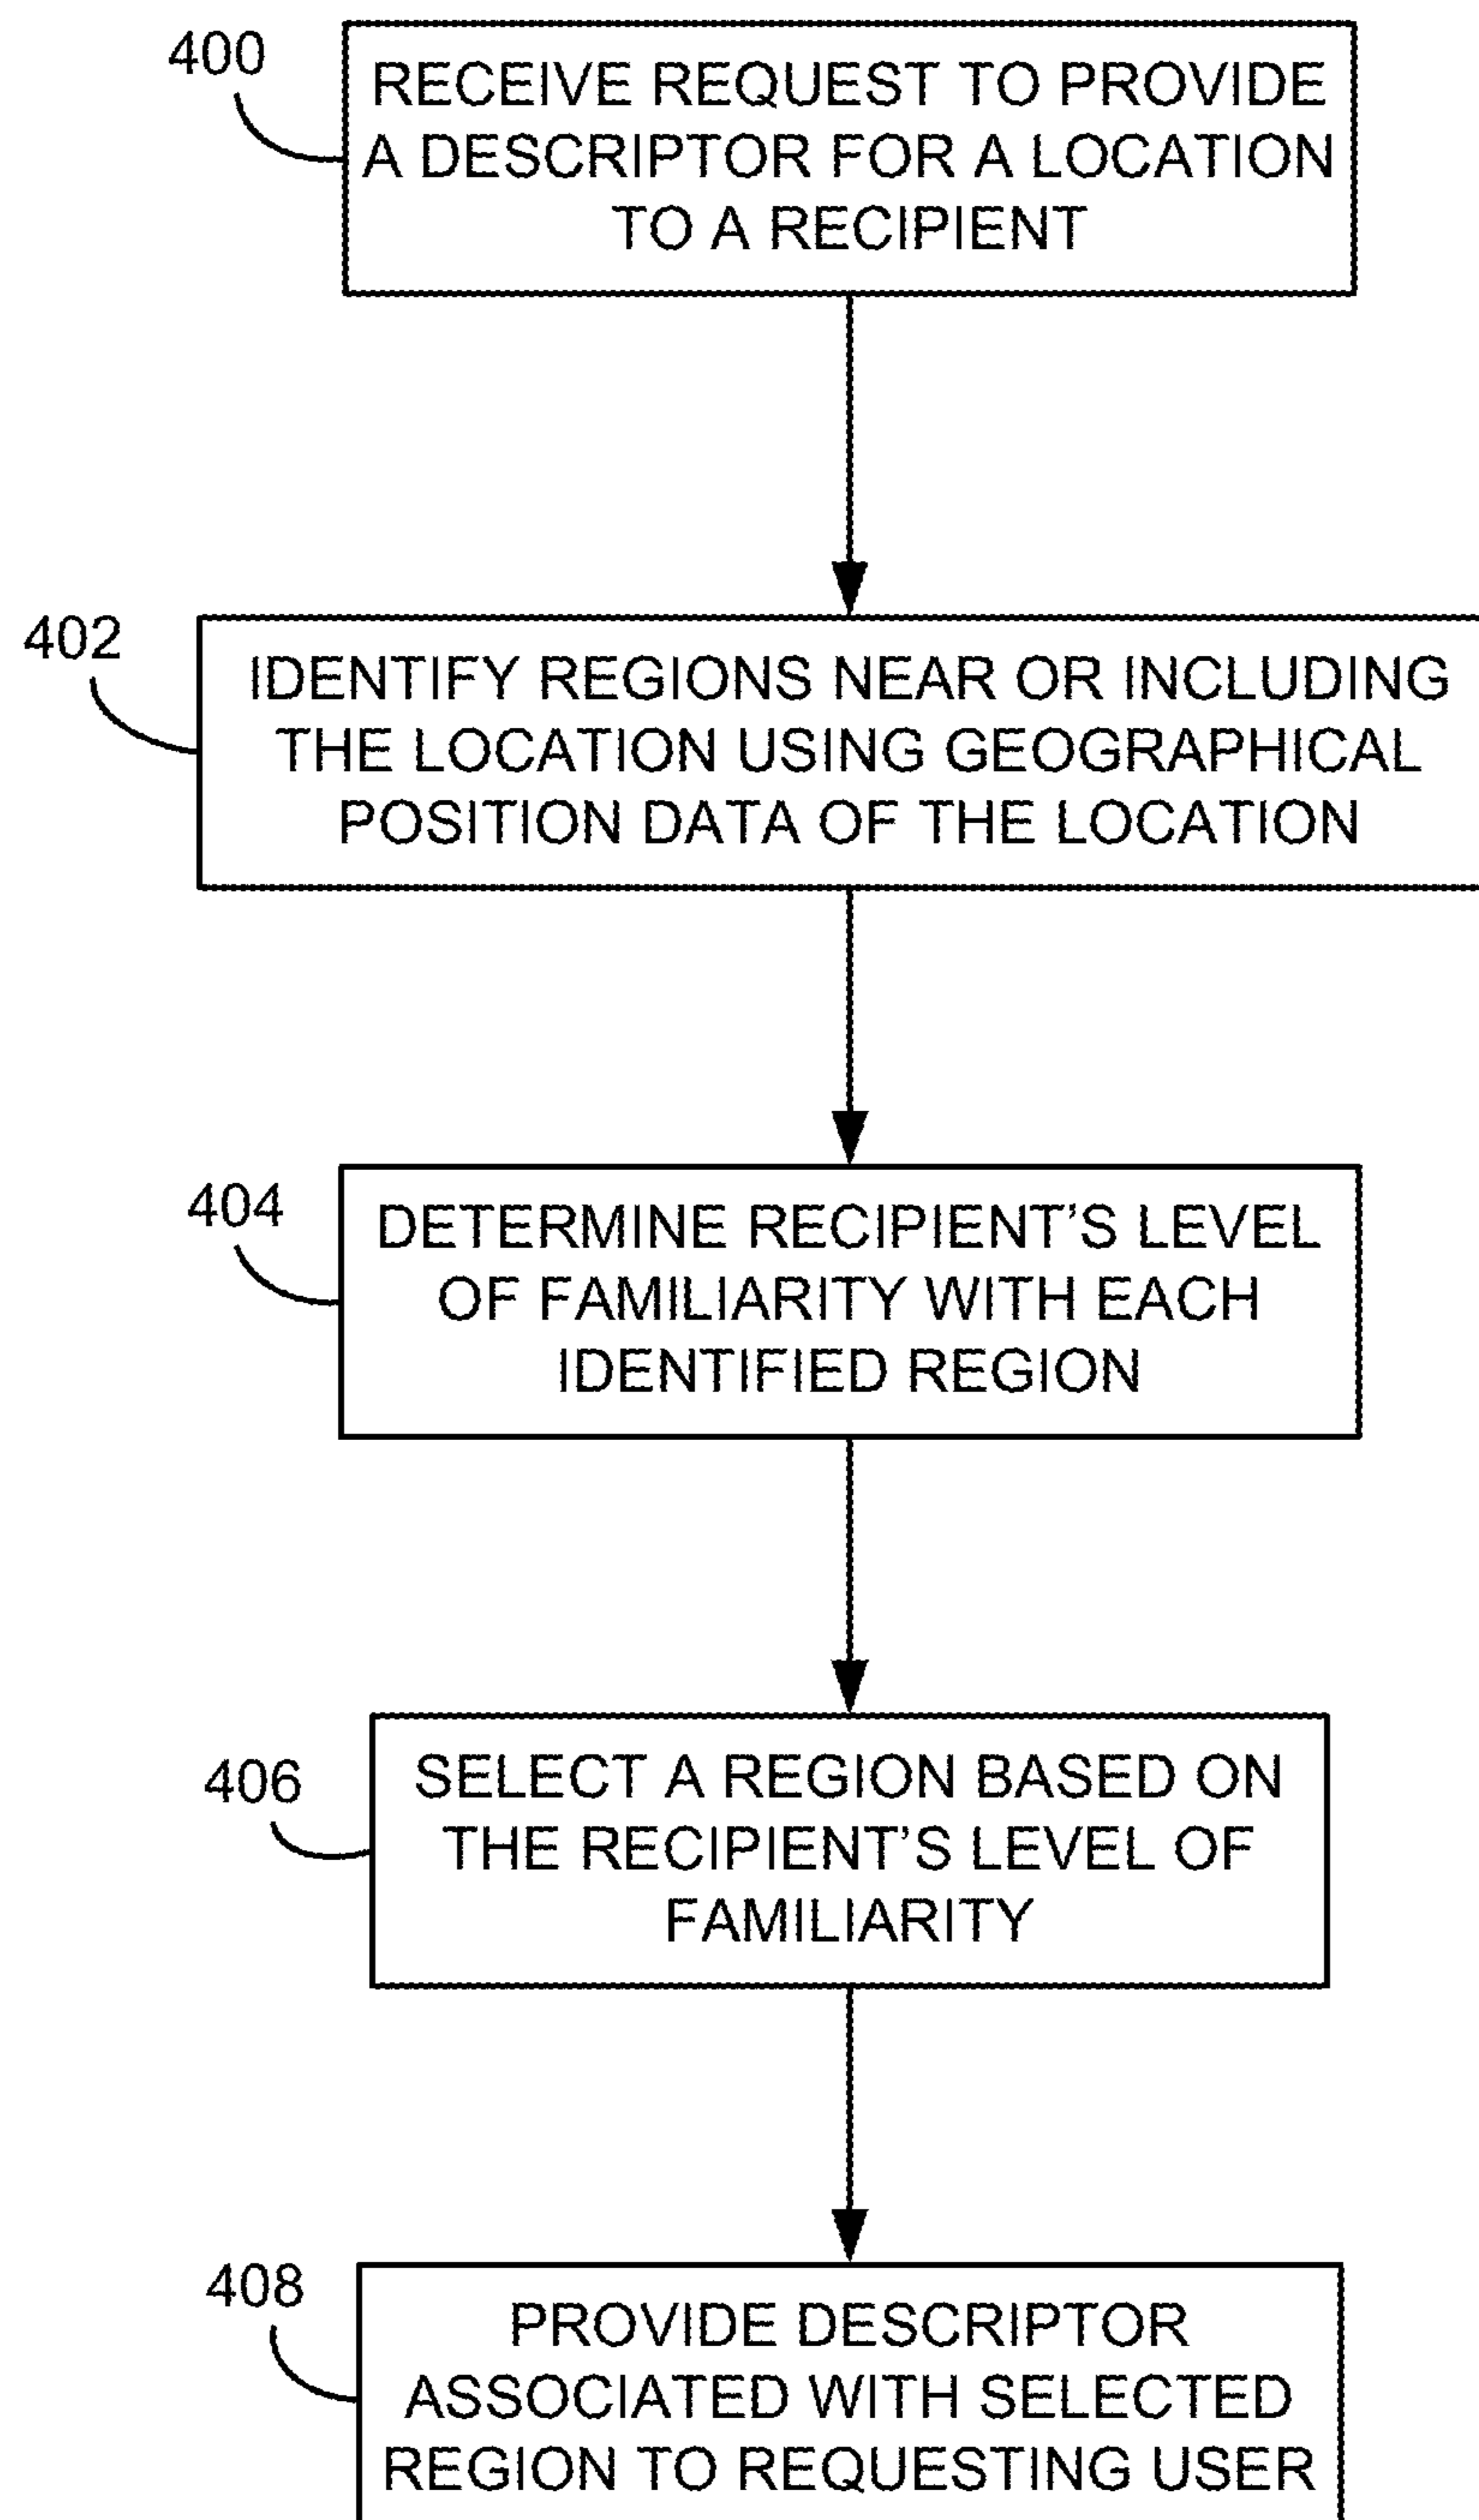 400
RECEIVE REQUEST TO PROVIDE
A DESCRIPTOR FOR A LOCATION
TO A RECIPIENT
402
IDENTIFY REGIONS NEAR OR INCLUDING
THE LOCATION USING GEOGRAPHICAL
POSITION DATA OF THE LOCATION
404
DETERMINE RECIPIENT'S LEVEL
OF FAMILIARITY WITH EACH
IDENTIFIED REGION
406
SELECT A REGION BASED ON
THE RECIPIENT'S LEVEL OF
FAMILIARITY
408
PROVIDE DESCRIPTOR
ASSOCIATED WITH SELECTED
REGION TO REQUESTING USER